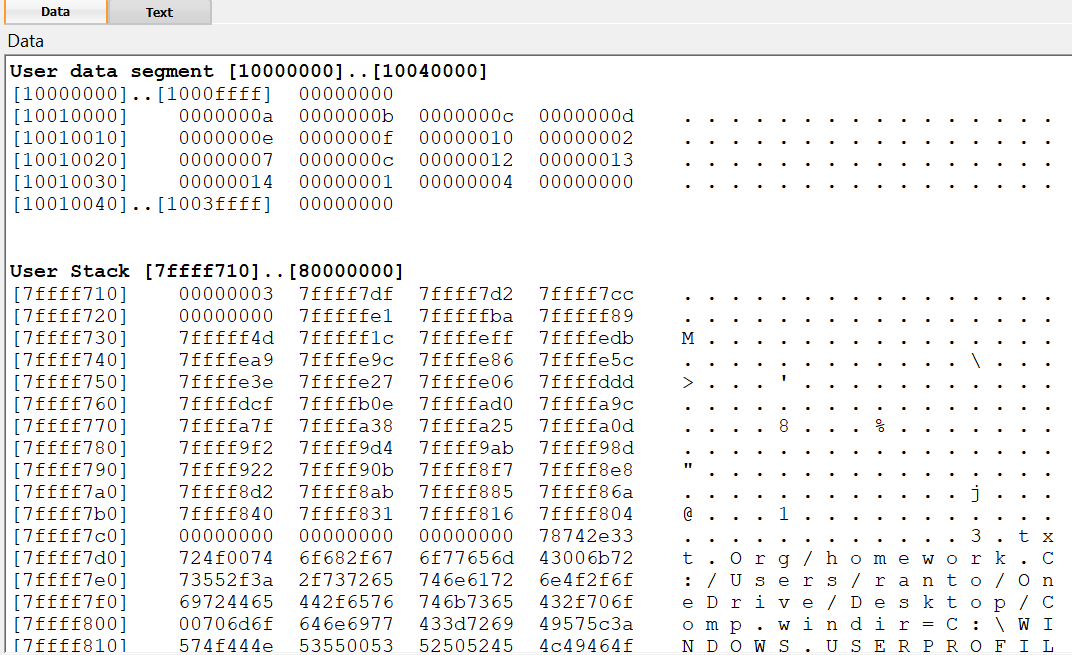 Data Text
Data
User data segment [10000000]..[10040000]
[10000000]..[1000ffff] 00000000
[10010000] 0000000a 0000000b 0000000c 0000000d . . . . . . . . . . . . . . . .
[10010010] 0000000e 0000000f 00000010 00000002 . . . . . . . . . . . . . . . .
[10010020] 00000007 0000000c 00000012 00000013 . . . . . . . . . . . . . . . .
[10010030] 00000014 00000001 00000004 00000000 . . . . . . . . . . . . . . . .
[10010040]..[1003ffff] 00000000
User Stack [7ffff710]..[80000000]
[7ffff710] 00000003 7ffff7df 7ffff7d2 7ffff7cc . . . . . . . . . . . . . . . .
[7ffff720] 00000000 7fffffe1 7fffffba 7fffff89 . . . . . . . . . . . . . . . .
[7ffff730] 7fffff4d 7fffff1c 7ffffeff 7ffffedb M . . . . . . . . . . . . . . .
[7ffff740] 7ffffea9 7ffffe9c 7ffffe86 7ffffe5c . . . . . . . . . . . . \ . . .
[7ffff750] 7ffffe3e 7ffffe27 7ffffe06 7ffffddd > . . . ' . . . . . . . . . . .
[7ffff760] 7ffffdcf 7ffffb0e 7ffffad0 7ffffa9c . . . . . . . . . . . . . . . .
[7ffff770] 7ffffa7f 7ffffa38 7ffffa25 7ffffa0d . . . . 8 . . . % . . . . . . .
[7ffff780] 7ffff9f2 7ffff9d4 7ffff9ab 7ffff98d . . . . . . . . . . . . . . . .
[7ffff790] 7ffff922 7ffff90b 7ffff8f7 7ffff8e8 " . . . . . . . . . . . . . . .
[7ffff7a0] 7ffff8d2 7ffff8ab 7ffff885 7ffff86a . . . . . . . . . . . . j . . .
[7ffff7b0] 7ffff840 7ffff831 7ffff816 7ffff804 @ . . . 1 . . . . . . . . . . .
[7ffff7c0] 00000000 00000000 00000000 78742e33 . . . . . . . . . . . . 3 . t x
[7ffff7d0] 724f0074 6f682f67 6f77656d 43006b72 t . O r g / h o m e w o r k . C
[7ffff7e0] 73552f3a 2f737265 746e6172 6e4f2f6f : / U s e r s / r a n t o / O n
[7ffff7f0] 69724465 442f6576 746b7365 432f706f e D r i v e / D e s k t o p / C
[7ffff800] 00706d6f 646e6977 433d7269 49575c3a o m p . w i n d i r = C : \ W I
[7ffff810] 574f444e 53550053 52505245 4c49464f N D O W S . U S E R P R O F I L